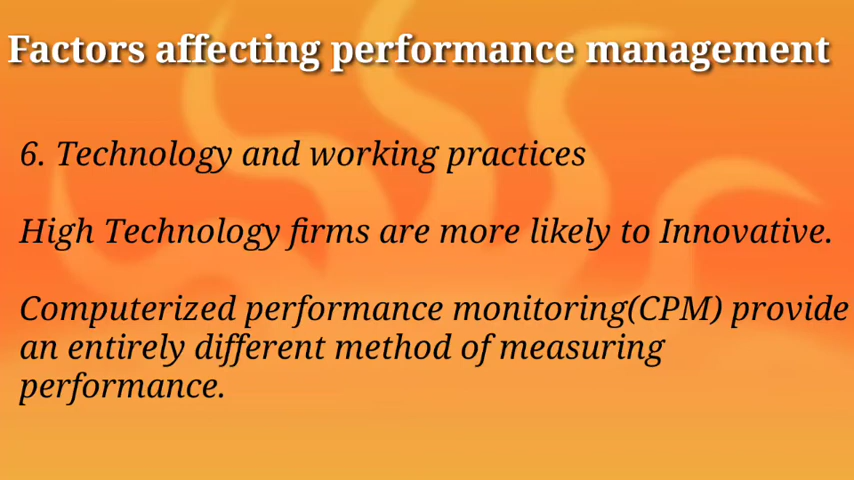 Factors affecting performance management
6. Technology and working practices
High Technology firms are more likely to Innovative.
Computerized performance monitoring(CPM) provide
an entirely different method of measuring
performance.